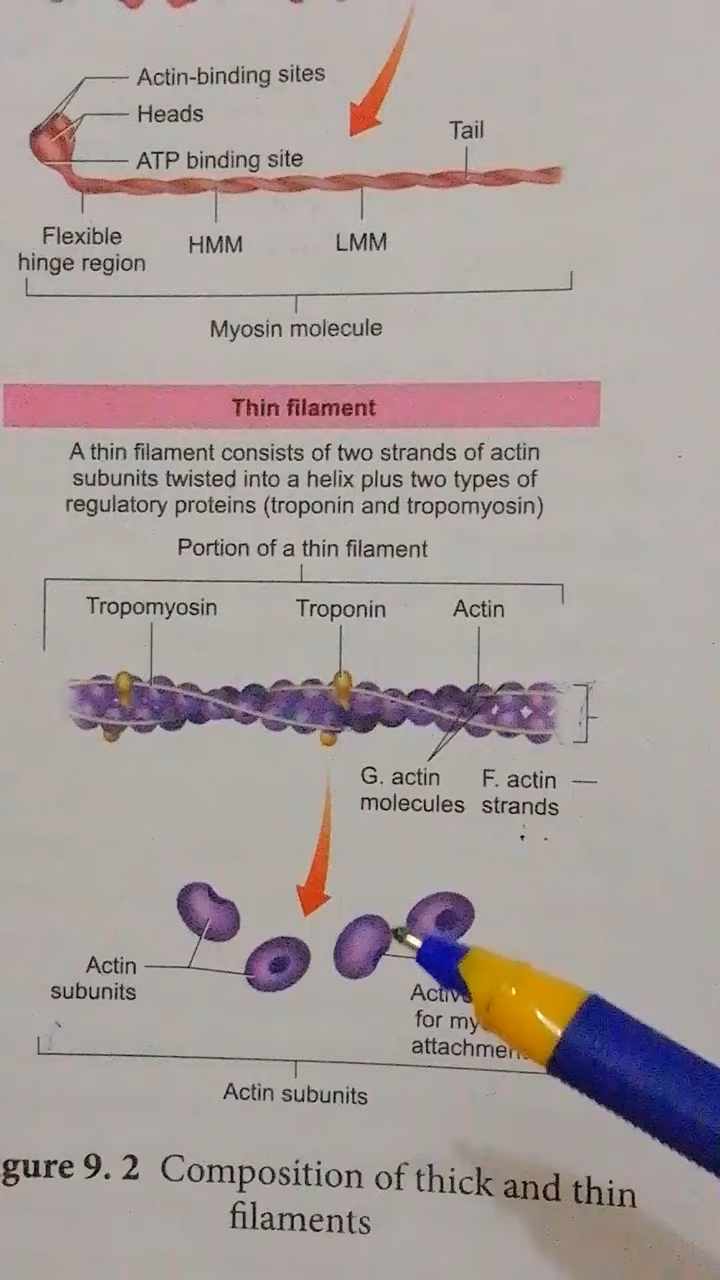 Actin-binding sites
Heads
ATP binding site
Tail
Flexible
hinge region
HMM
LMM
Myosin molecule
Thin filament
A thin filament consists of two strands of actin
subunits twisted into a helix plus two types of
regulatory proteins (troponin and tropomyosin)
Portion of a thin filament
Tropomyosin
Troponin
Actin
G. actin
molecules
F. actin
strands
Actin
subunits
for
Actin subunits
gure 9. 2 Composition of thick and thin
filaments